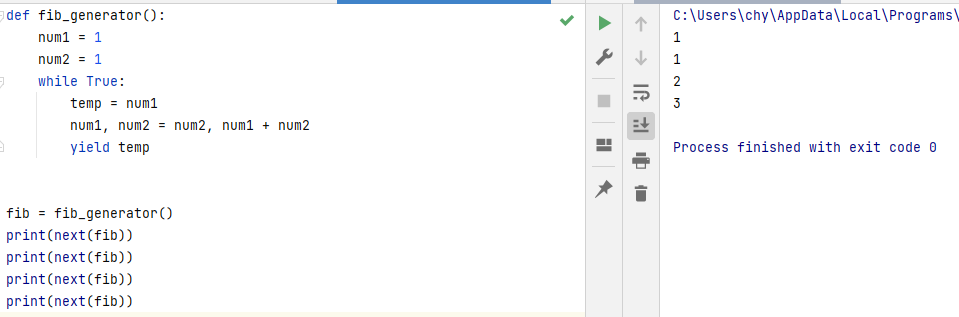 def fib_generator():
    num1 = 1
    num2 = 1
    while True:
        temp = num1
        num1, num2 = num2, num1 + num2
        yield temp
fib = fib_generator()
print(next(fib))
print(next(fib))
print(next(fib))
print(next(fib))
C:\Users\chy\AppData\Local\Programs\
1
1
2
3
Process finished with exit code 0